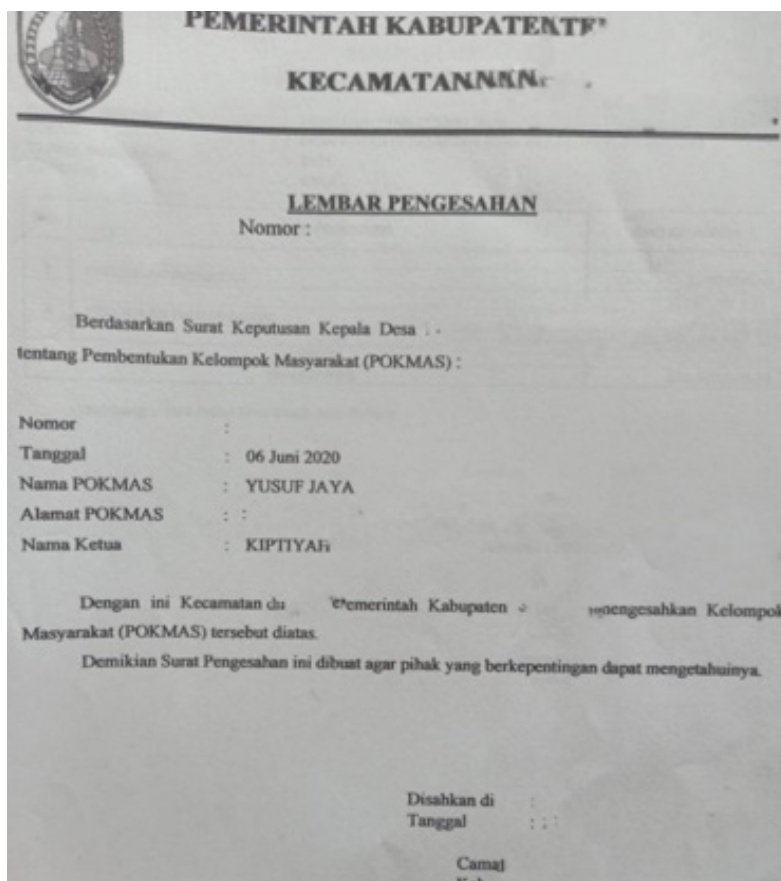 PEMERINTAH KABUPATEN
KECAMATAN
LEMBAR PENGESAHAN
Nomor :
Berdasarkan Surat Keputusan Kepala Desa
tentang Pembentukan Kelompok Masyarakat (POKMAS) :
Nomor :
Tanggal : 06 Juni 2020
Nama POKMAS : YUSUF JAYA
Alamat POKMAS : :
Nama Ketua : KIPTIYAH
Dengan ini Kecamatan Pemerintah Kabupaten mengesahkan Kelompok
Masyarakat (POKMAS) tersebut diatas.
Demikian Surat Pengesahan ini dibuat agar pihak yang berkepentingan dapat mengetahuinya.
Disahkan di :
Tanggal :
Camat